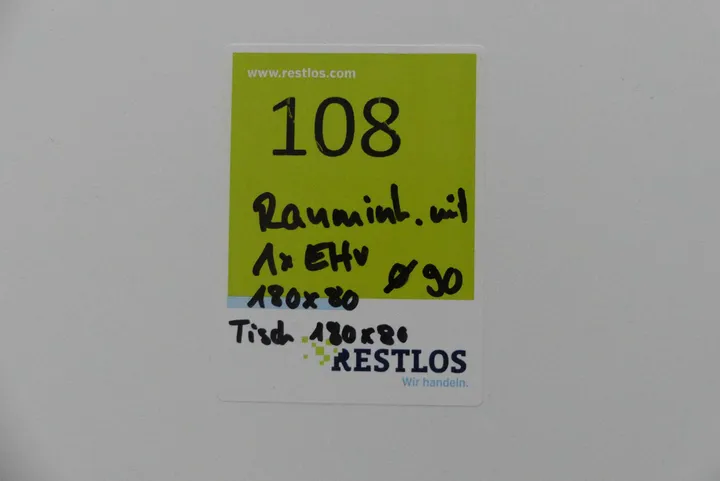 www.restlos.com
108
Rauminh. mit
1x EHV
ø 90
180x80
Tisch 180x80
RESTLOS
Wir handeln.